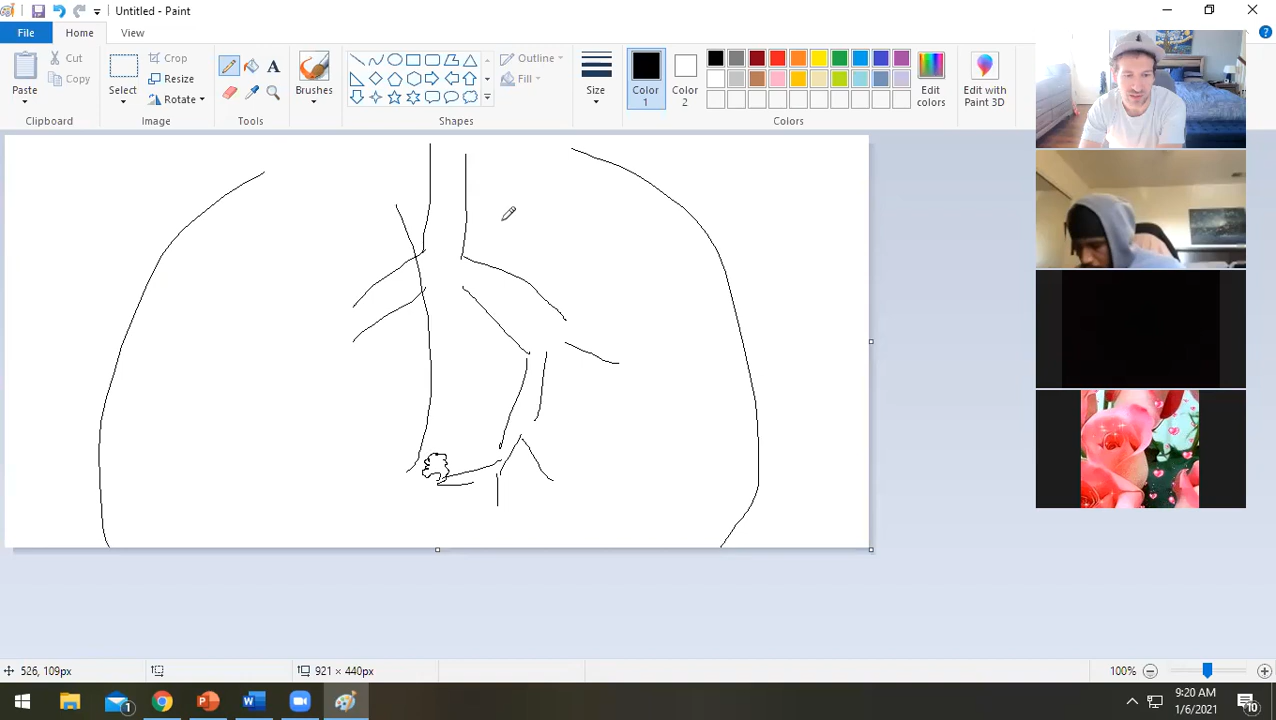 Untitled - Paint
File Home View
Paste
Cut
Copy
Clipboard
Select
Crop
Resize
Rotate
Image
A
Tools
Brushes
Outline
Fill
Shapes
Size
Color
1
Color
2
Colors
Edit
colors
Edit with
Paint 3D
526, 109px
921 × 440px
100%
1
9:20 AM
1/6/2021
10